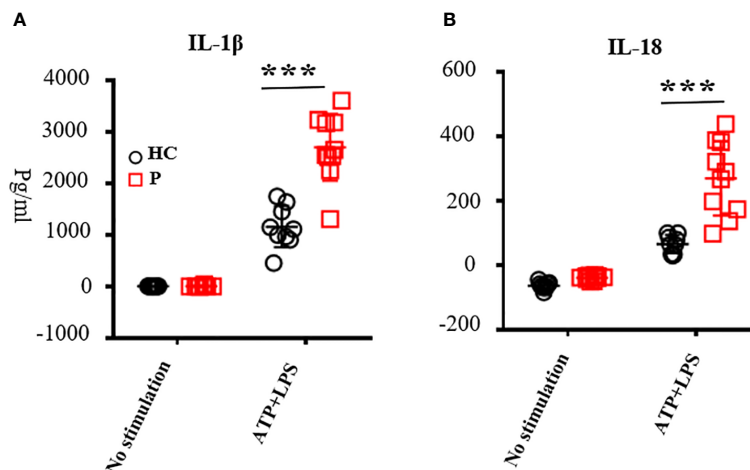 A
IL-1β
4000
3000
2000
1000
0
-1000
Pg/ml
HC
P
***
No stimulation
ATP+LPS
B
IL-18
600
400
200
0
-200
***
No stimulation
ATP+LPS